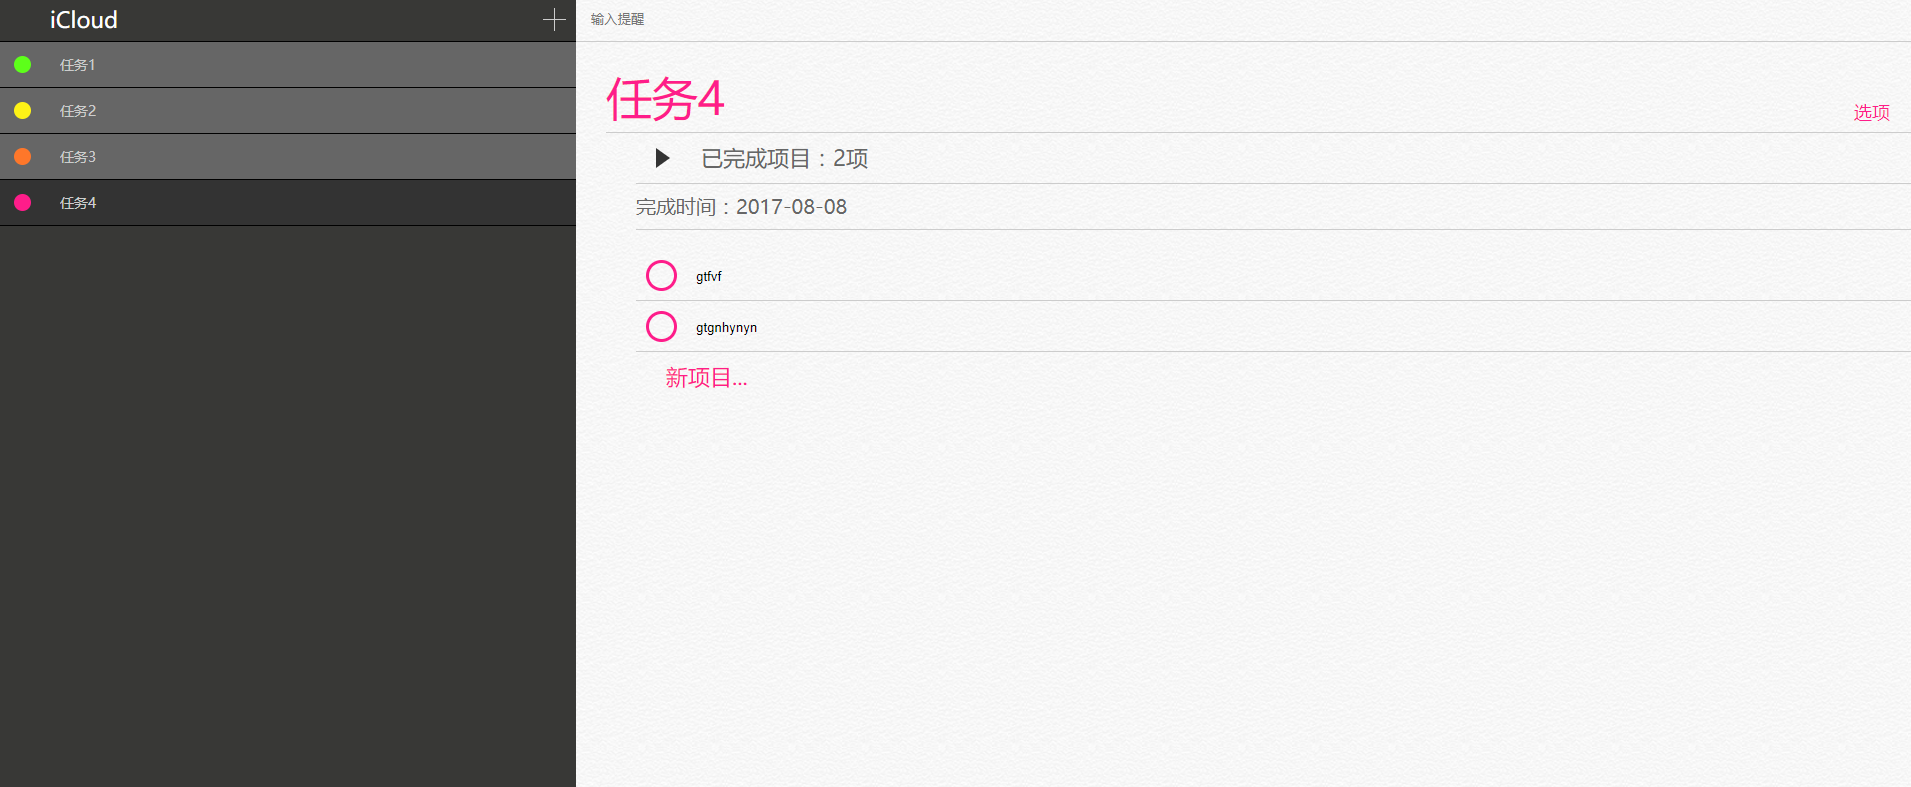 iCloud
任务1
任务2
任务3
任务4
输入提醒
任务4
选项
已完成项目：2项
完成时间：2017-08-08
gtfvf
gtgnhynyn
新项目...